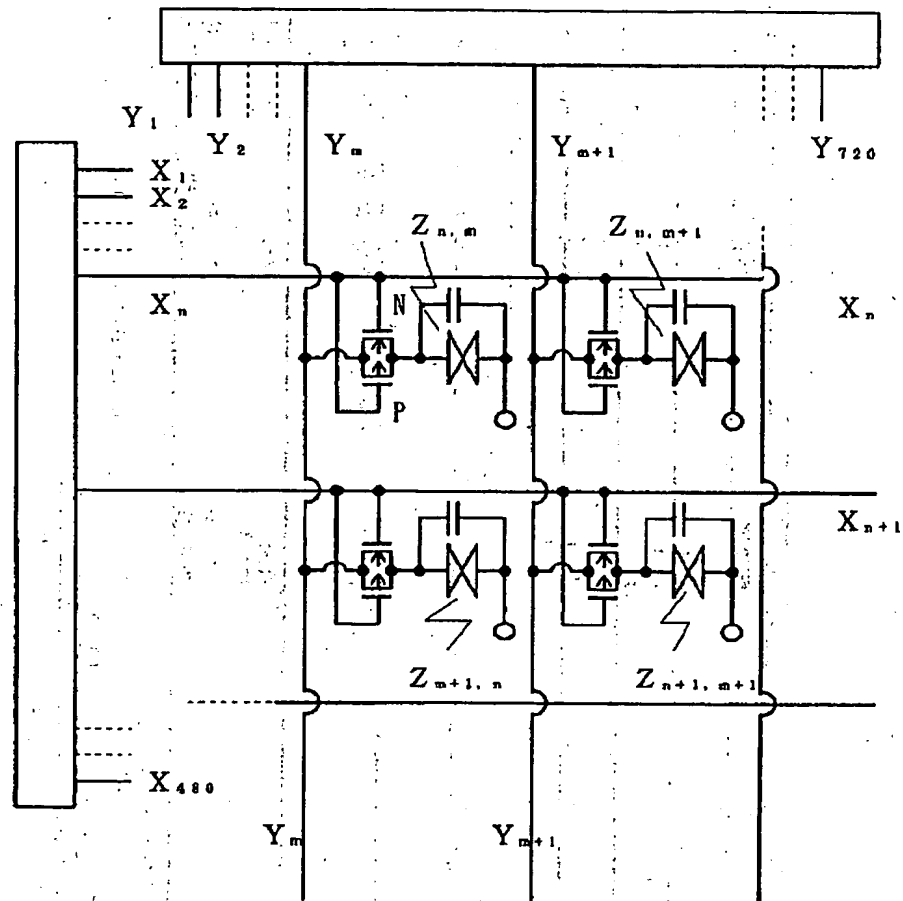 Y₁
Y₂ Yₘ Yₘ₊₁ Y₇₂₀
X₁
X₂
Zₙ,ₘ Zₙ,ₘ₊₁
Xₙ N Xₙ
P
Xₙ₊₁
Zₘ₊₁,ₙ Zₙ₊₁,ₘ₊₁
X₄₈₀
Yₘ Yₘ₊₁